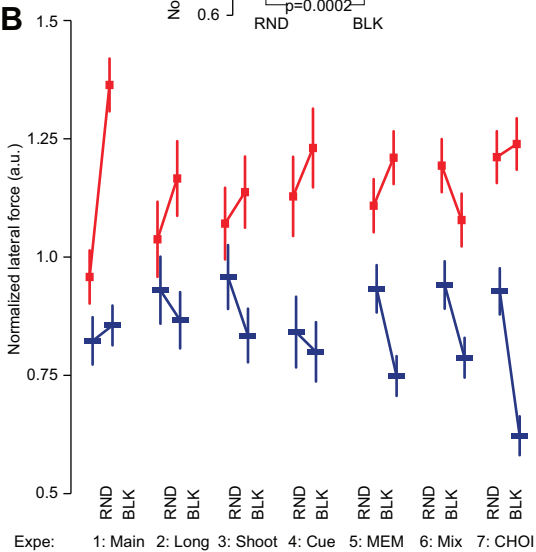 B
No
0.6
p=0.0002
RND BLK
1.5
1.25
1.0
0.75
0.5
Normalized lateral force (a.u.)
RND BLK RND BLK RND BLK RND BLK RND BLK RND BLK RND BLK
Expe: 1: Main 2: Long 3: Shoot 4: Cue 5: MEM 6: Mix 7: CHOI